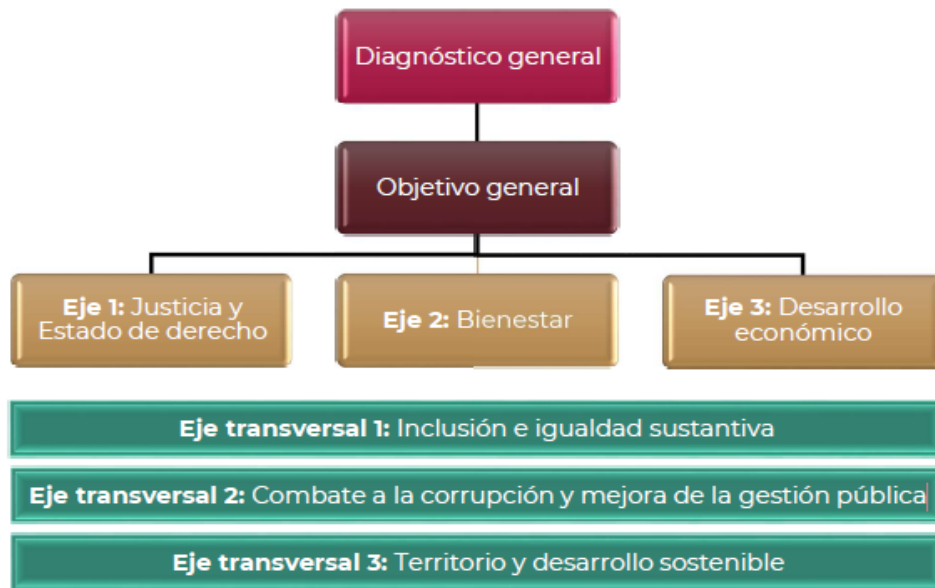 Diagnóstico general
Objetivo general
Eje 1: Justicia y
Estado de derecho
Eje 2: Bienestar
Eje 3: Desarrollo
económico
Eje transversal 1: Inclusión e igualdad sustantiva
Eje transversal 2: Combate a la corrupción y mejora de la gestión pública
Eje transversal 3: Territorio y desarrollo sostenible